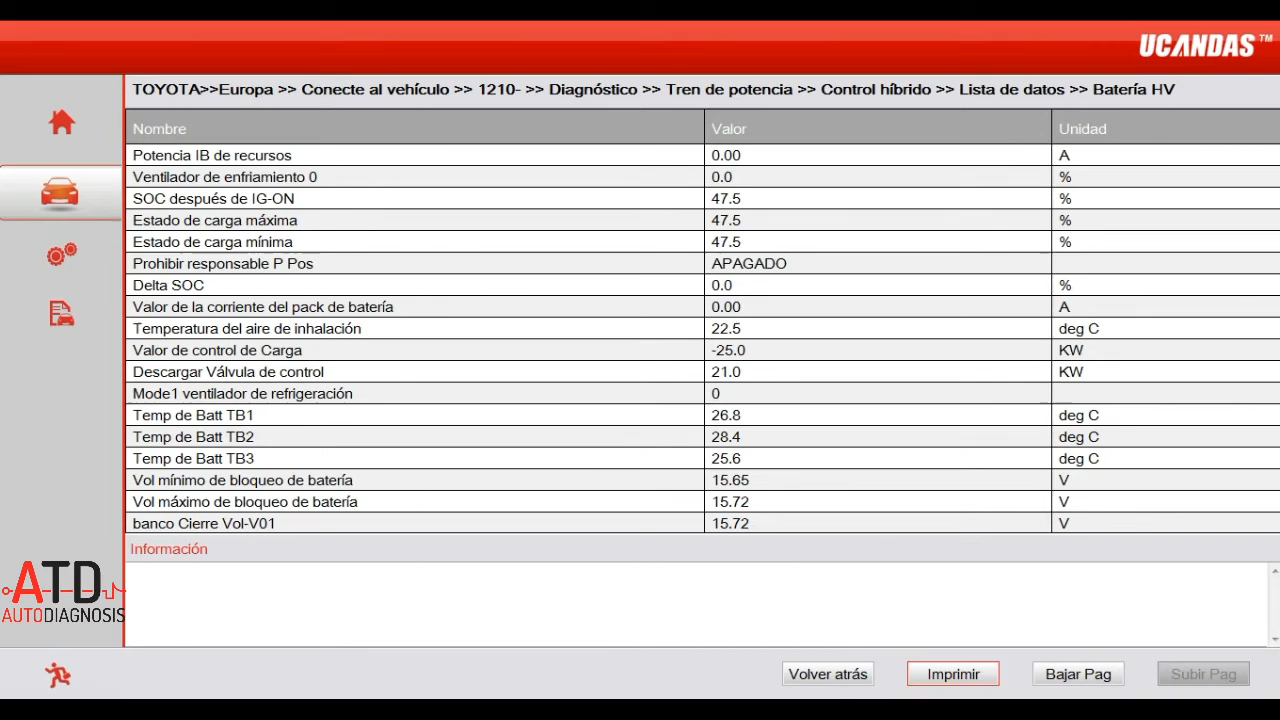 UCANDAS™
TOYOTA>>Europa >> Conecte al vehículo >> 1210- >> Diagnóstico >> Tren de potencia >> Control híbrido >> Lista de datos >> Batería HV
Nombre Valor Unidad
Potencia IB de recursos 0.00 A
Ventilador de enfriamiento 0 0.0 %
SOC después de IG-ON 47.5 %
Estado de carga máxima 47.5 %
Estado de carga mínima 47.5 %
Prohibir responsable P Pos APAGADO
Delta SOC 0.0 %
Valor de la corriente del pack de batería 0.00 A
Temperatura del aire de inhalación 22.5 deg C
Valor de control de Carga -25.0 KW
Descargar Válvula de control 21.0 KW
Mode1 ventilador de refrigeración 0
Temp de Batt TB1 26.8 deg C
Temp de Batt TB2 28.4 deg C
Temp de Batt TB3 25.6 deg C
Vol mínimo de bloqueo de batería 15.65 V
Vol máximo de bloqueo de batería 15.72 V
banco Cierre Vol-V01 15.72 V
Información
ATD
AUTODIAGNOSIS
Volver atrás Imprimir Bajar Pag Subir Pag